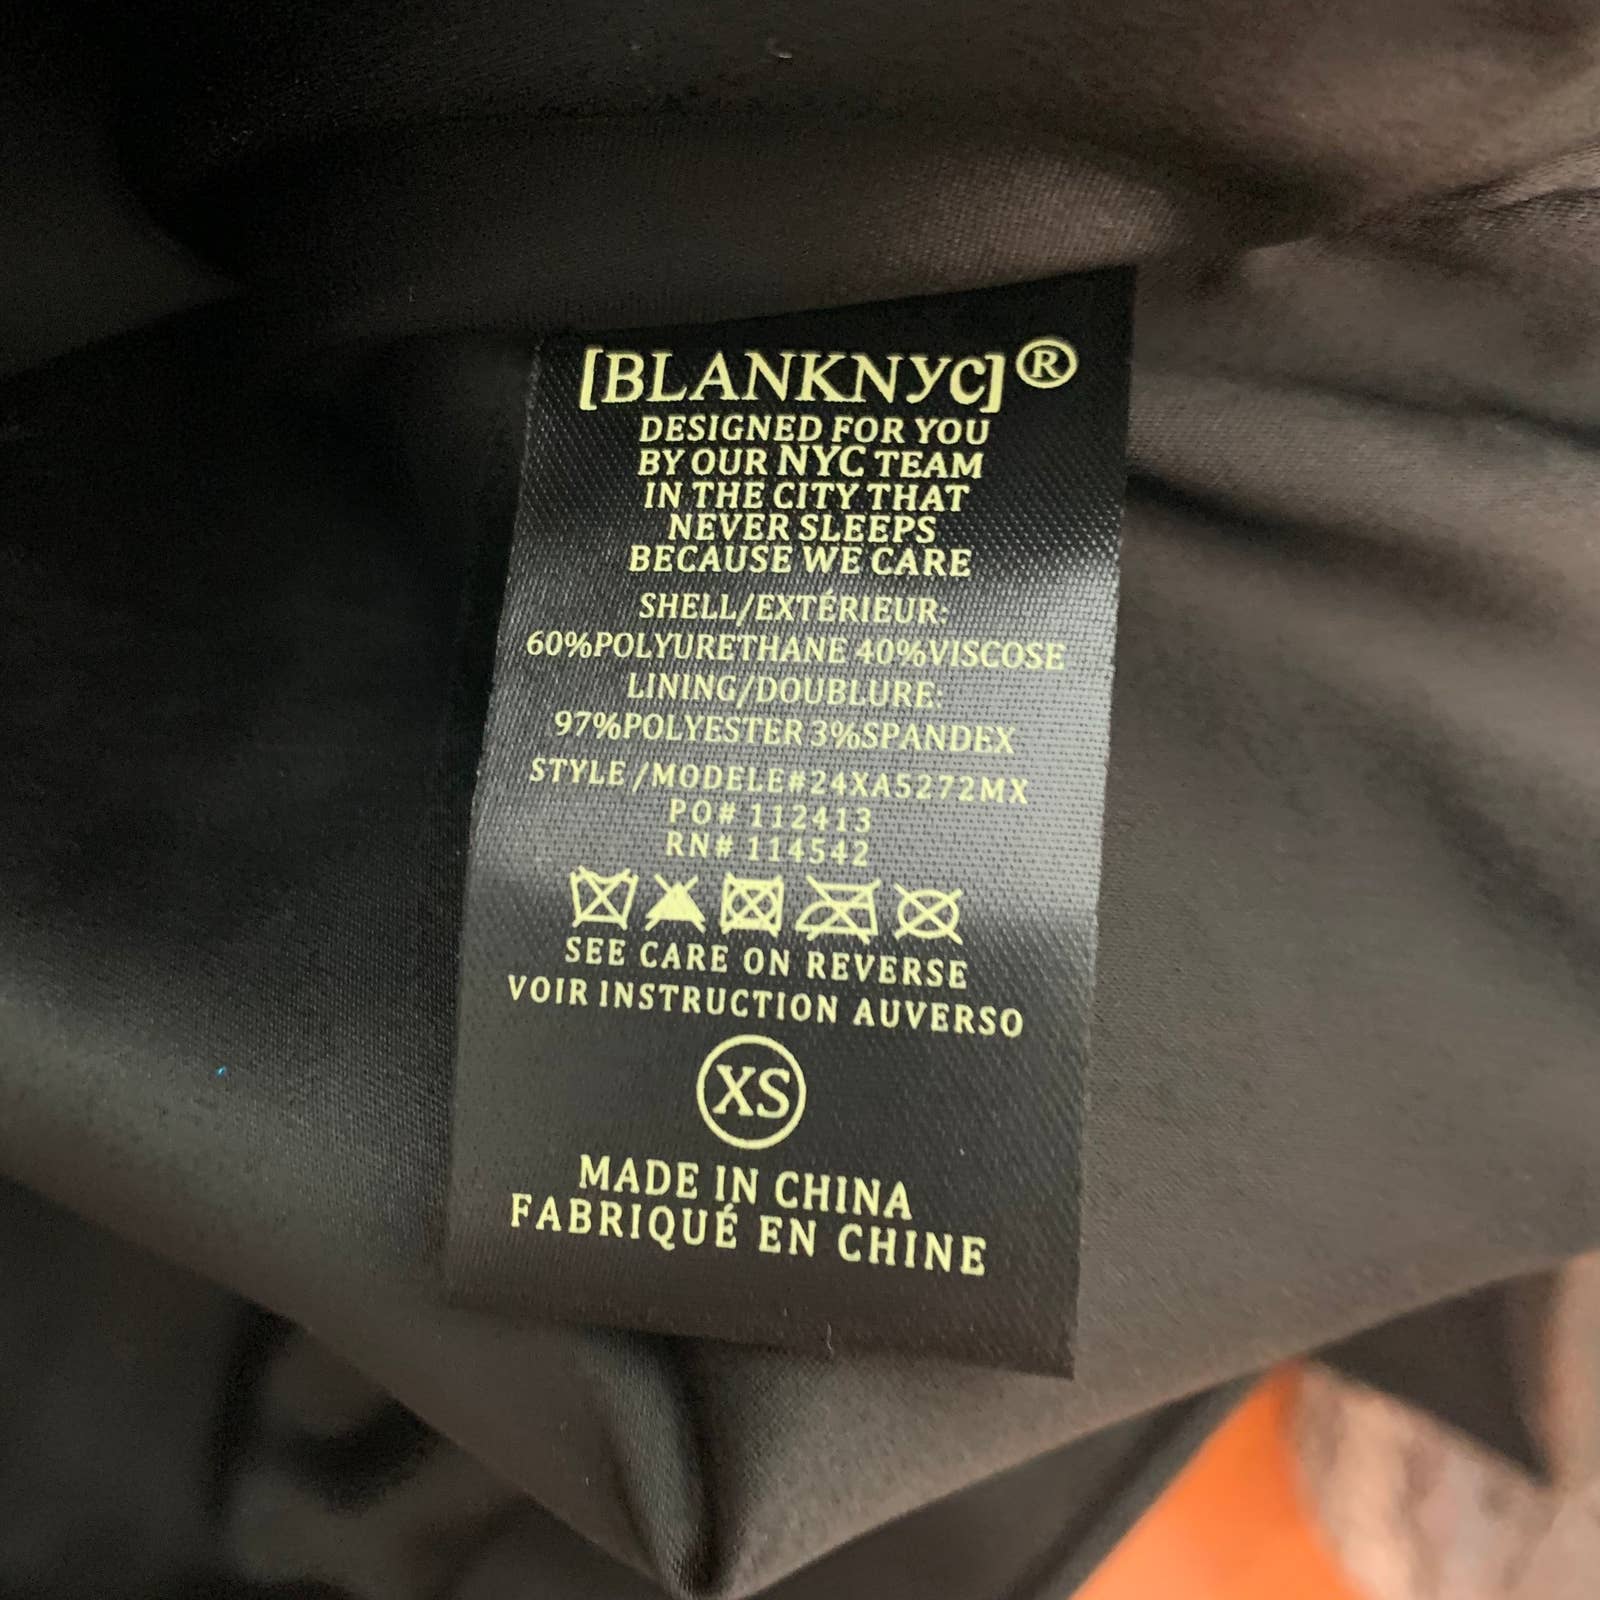 [BLANKNYC]®
DESIGNED FOR YOU
BY OUR NYC TEAM
IN THE CITY THAT
NEVER SLEEPS
BECAUSE WE CARE
SHELL/EXTÉRIEUR:
60%POLYURETHANE 40%VISCOSE
LINING/DOUBLURE:
97%POLYESTER 3%SPANDEX
STYLE/MODELE#24XA5272MX
PO# 112413
RN# 114542
SEE CARE ON REVERSE
VOIR INSTRUCTION AUVERSO
XS
MADE IN CHINA
FABRIQUÉ EN CHINE